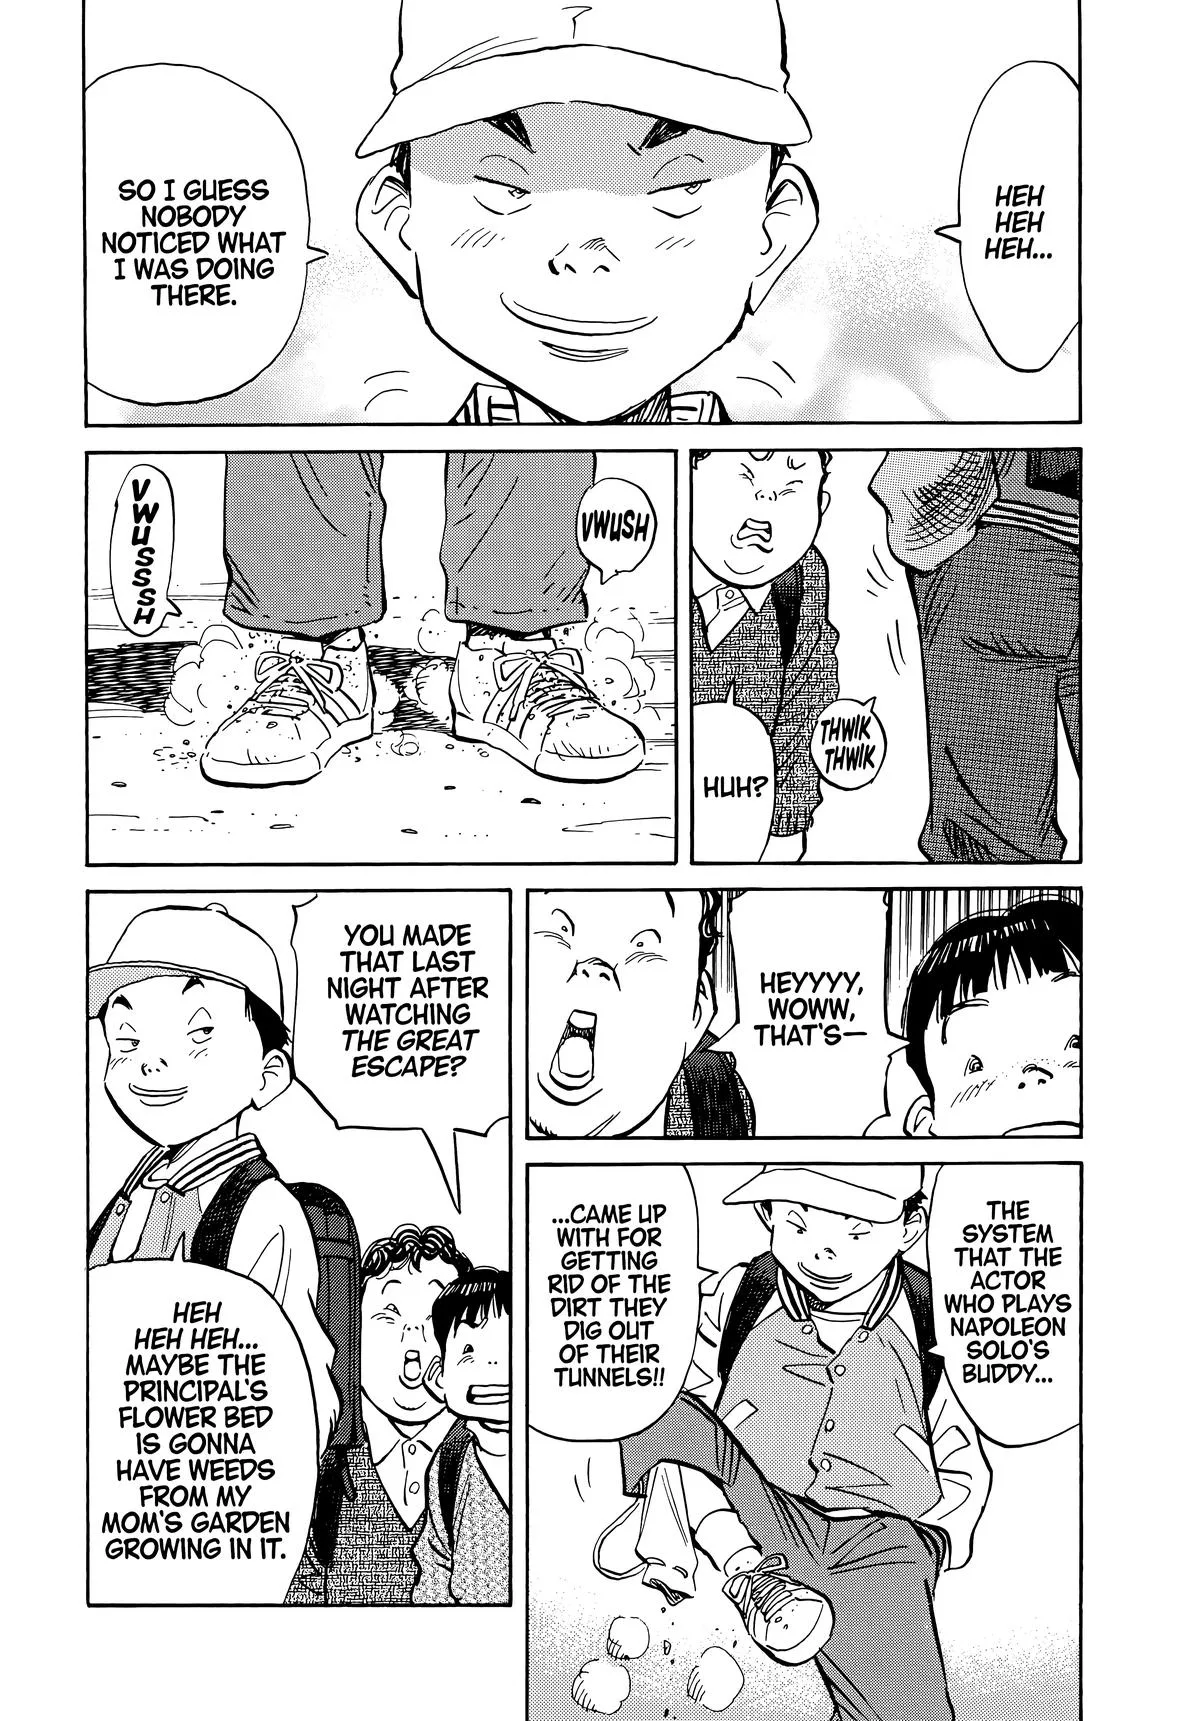 HEH
HEH
HEH...
SO I GUESS
NOBODY
NOTICED WHAT
I WAS DOING
THERE.
THWIK
THWIK
HUH?
VWUSH
VWUSSSH
HEYYYY,
WOWW,
THAT'S—
THE
SYSTEM
THAT THE
ACTOR
WHO PLAYS
NAPOLEON
SOLO'S
BUDDY...
...CAME UP
WITH FOR
GETTING
RID OF THE
DIRT THEY
DIG OUT
OF THEIR
TUNNELS!!
YOU MADE
THAT LAST
NIGHT AFTER
WATCHING
THE GREAT
ESCAPE?
HEH
HEH HEH...
MAYBE THE
PRINCIPAL'S
FLOWER BED
IS GONNA
HAVE WEEDS
FROM MY
MOM'S GARDEN
GROWING IN IT.